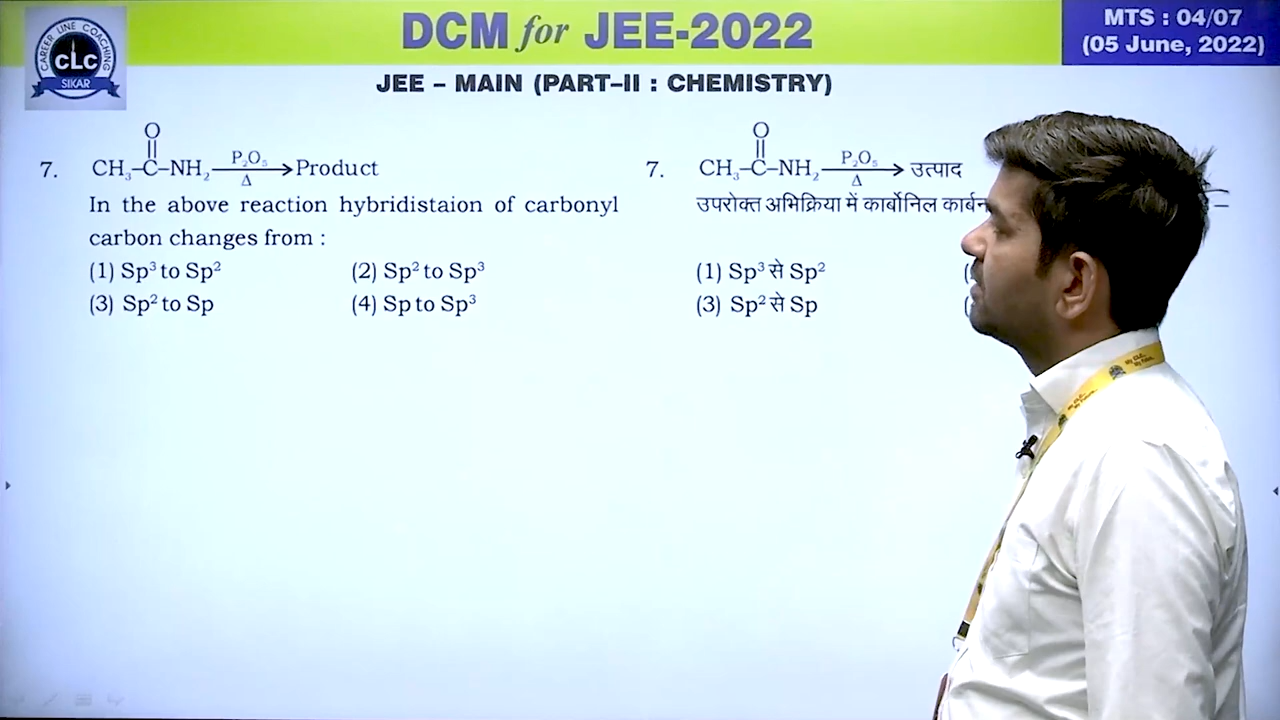 CAREER LINE COACHING
CLC
SIKAR
DCM for JEE-2022
MTS : 04/07
(05 June, 2022)
JEE – MAIN (PART–II : CHEMISTRY)
O
7. CH₃–C–NH₂ P₂O₅ Δ Product
In the above reaction hybridistaion of carbonyl
carbon changes from :
(1) Sp³ to Sp² (2) Sp² to Sp³
(3) Sp² to Sp (4) Sp to Sp³
O
7. CH₃–C–NH₂ P₂O₅ Δ उत्पाद
उपरोक्त अभिक्रिया में कार्बोनिल कार्बन
(1) Sp³ से Sp²
(3) Sp² से Sp